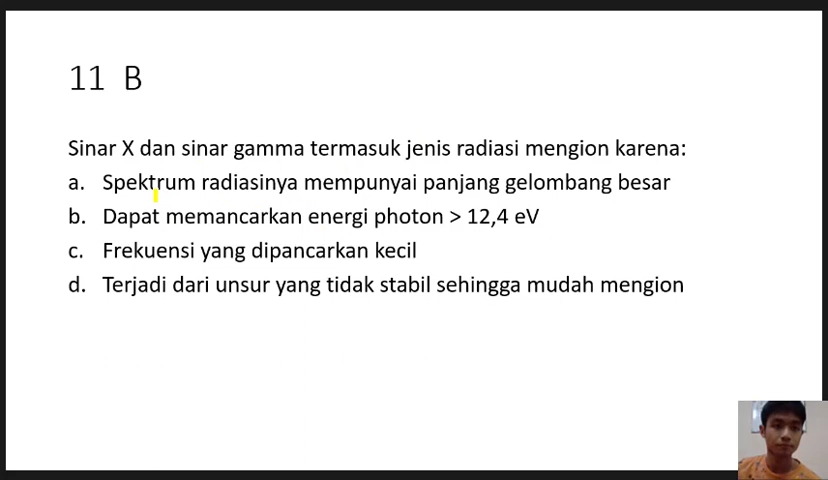 11 B
Sinar X dan sinar gamma termasuk jenis radiasi mengion karena:
a. Spektrum radiasinya mempunyai panjang gelombang besar
b. Dapat memancarkan energi photon > 12,4 eV
c. Frekuensi yang dipancarkan kecil
d. Terjadi dari unsur yang tidak stabil sehingga mudah mengion